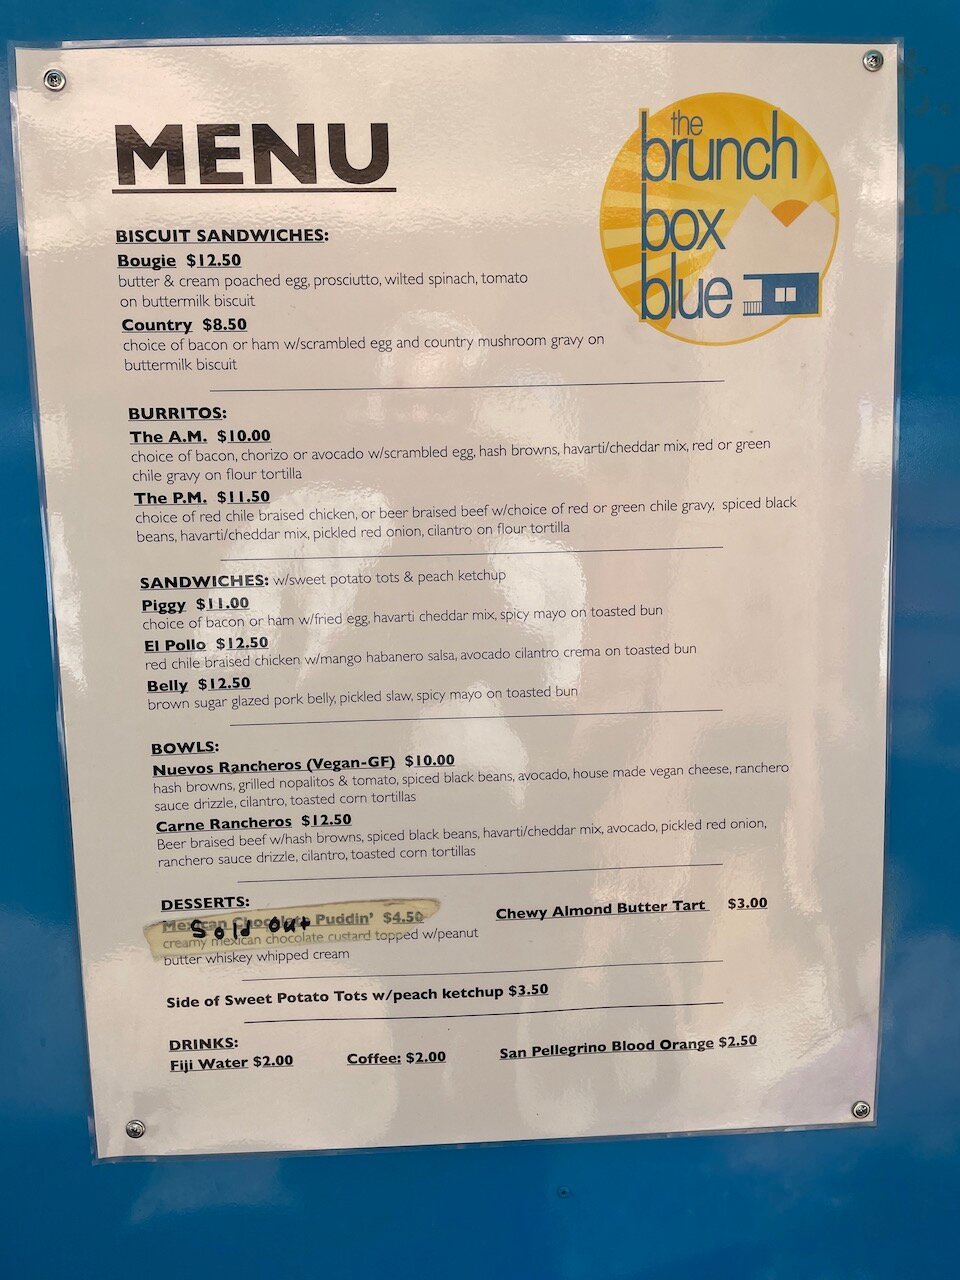 MENU
the
brunch
box
blue
BISCUIT SANDWICHES:
Bougie $12.50
butter & cream poached egg, prosciutto, wilted spinach, tomato
on buttermilk biscuit
Country $8.50
choice of bacon or ham w/scrambled egg and country mushroom gravy on
buttermilk biscuit
BURRITOS:
The A.M. $10.00
choice of bacon, chorizo or avocado w/scrambled egg, hash browns, havarti/cheddar mix, red or green
chile gravy on flour tortilla
The P.M. $11.50
choice of red chile braised chicken, or beer braised beef w/choice of red or green chile gravy, spiced black
beans, havarti/cheddar mix, pickled red onion, cilantro on flour tortilla
SANDWICHES: w/sweet potato tots & peach ketchup
Piggy $11.00
choice of bacon or ham w/fried egg, havarti cheddar mix, spicy mayo on toasted bun
El Pollo $12.50
red chile braised chicken w/mango habanero salsa, avocado cilantro crema on toasted bun
Belly $12.50
brown sugar glazed pork belly, pickled slaw, spicy mayo on toasted bun
BOWLS:
Nuevos Rancheros (Vegan-GF) $10.00
hash browns, grilled nopalitos & tomato, spiced black beans, avocado, house made vegan cheese, ranchero
sauce drizzle, cilantro, toasted corn tortillas
Carne Rancheros $12.50
Beer braised beef w/hash browns, spiced black beans, havarti/cheddar mix, avocado, pickled red onion,
ranchero sauce drizzle, cilantro, toasted corn tortillas
DESSERTS:
Mexican Chocolate Puddin' $4.50
Sold Out
creamy mexican chocolate custard topped w/peanut
butter whiskey whipped cream
Chewy Almond Butter Tart $3.00
Side of Sweet Potato Tots w/peach ketchup $3.50
DRINKS:
Fiji Water $2.00 Coffee: $2.00 San Pellegrino Blood Orange $2.50